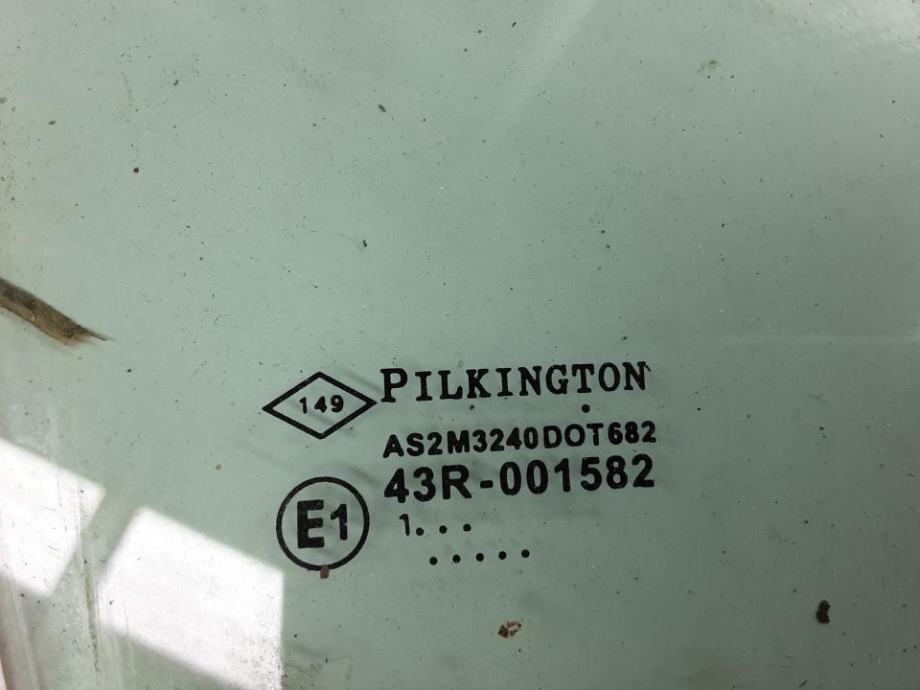 149 PILKINGTON
AS2M3240DOT682
43R-001582
E1 1. . .
. . . . .